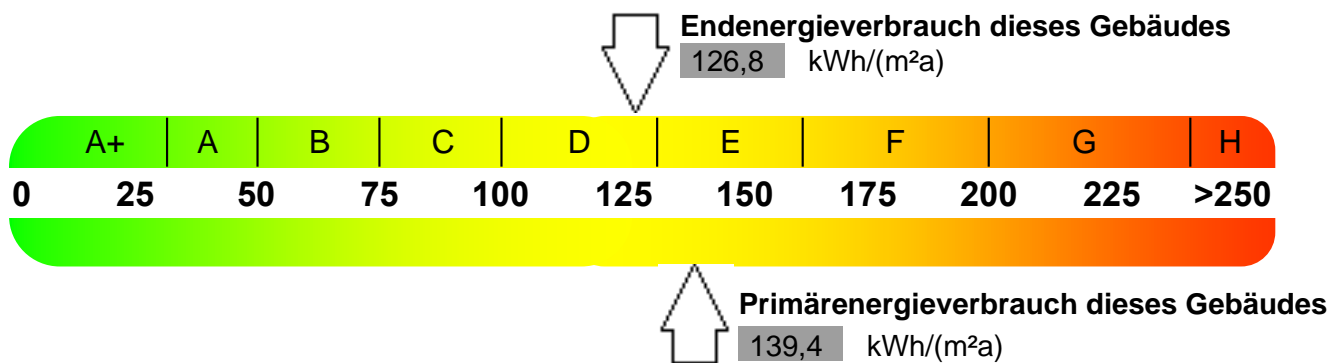 Endenergieverbrauch dieses Gebäudes
126,8 kWh/(m²a)
A+ A B C D E F G H
0 25 50 75 100 125 150 175 200 225 >250
Primärenergieverbrauch dieses Gebäudes
139,4 kWh/(m²a)